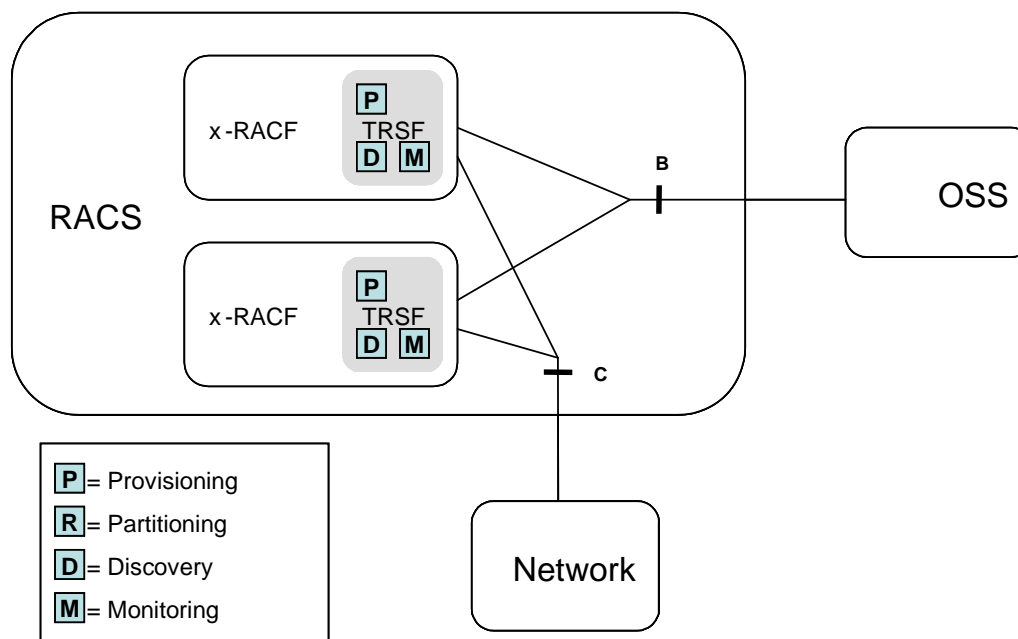 P
x-RACF
TRSF
D M
B
OSS
RACS
P
x-RACF
TRSF
D M
C
P = Provisioning
R = Partitioning
D = Discovery
M = Monitoring
Network